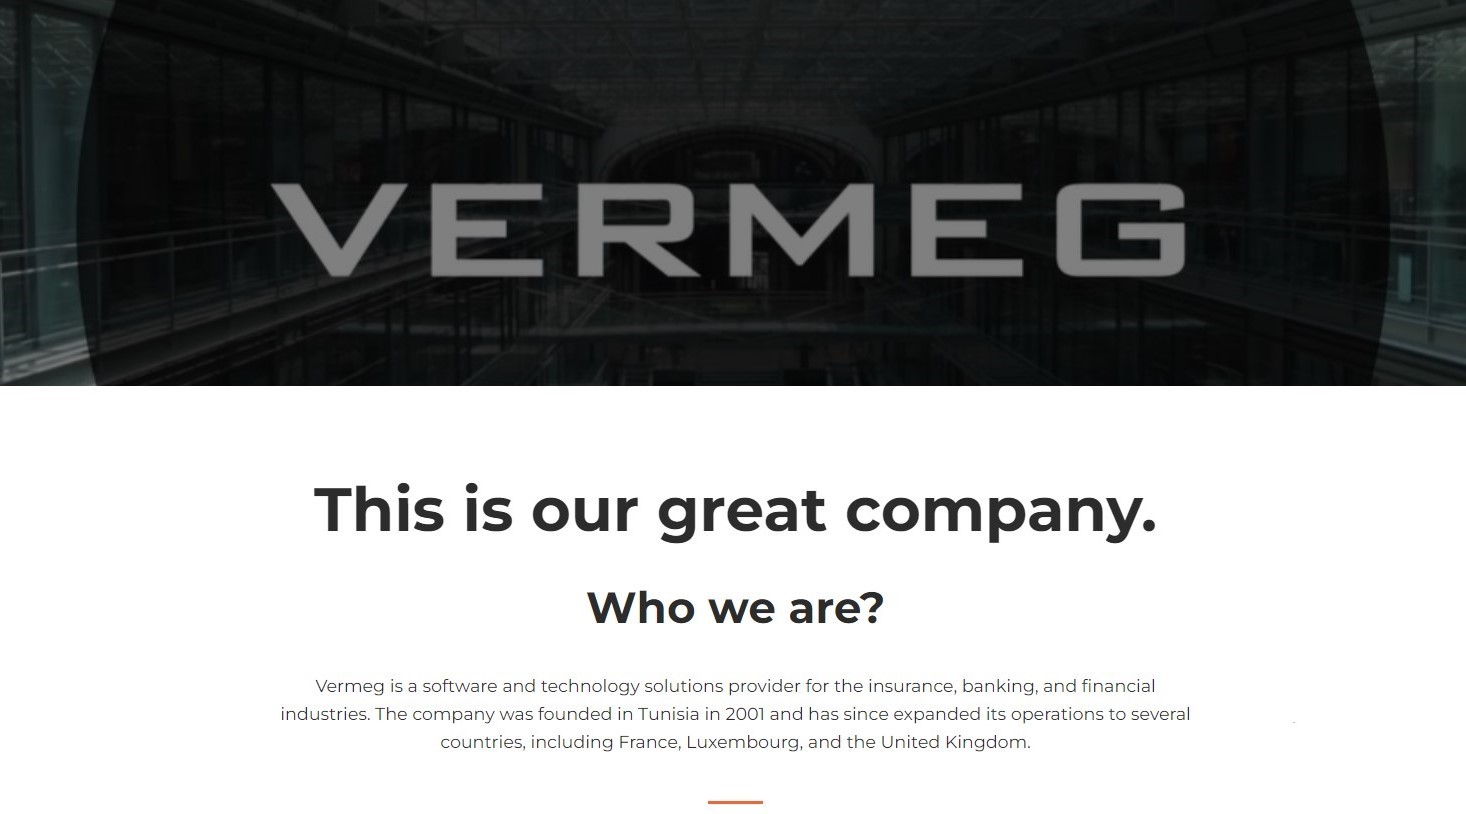 VERMEG
This is our great company.
Who we are?
Vermeg is a software and technology solutions provider for the insurance, banking, and financial
industries. The company was founded in Tunisia in 2001 and has since expanded its operations to several
countries, including France, Luxembourg, and the United Kingdom.